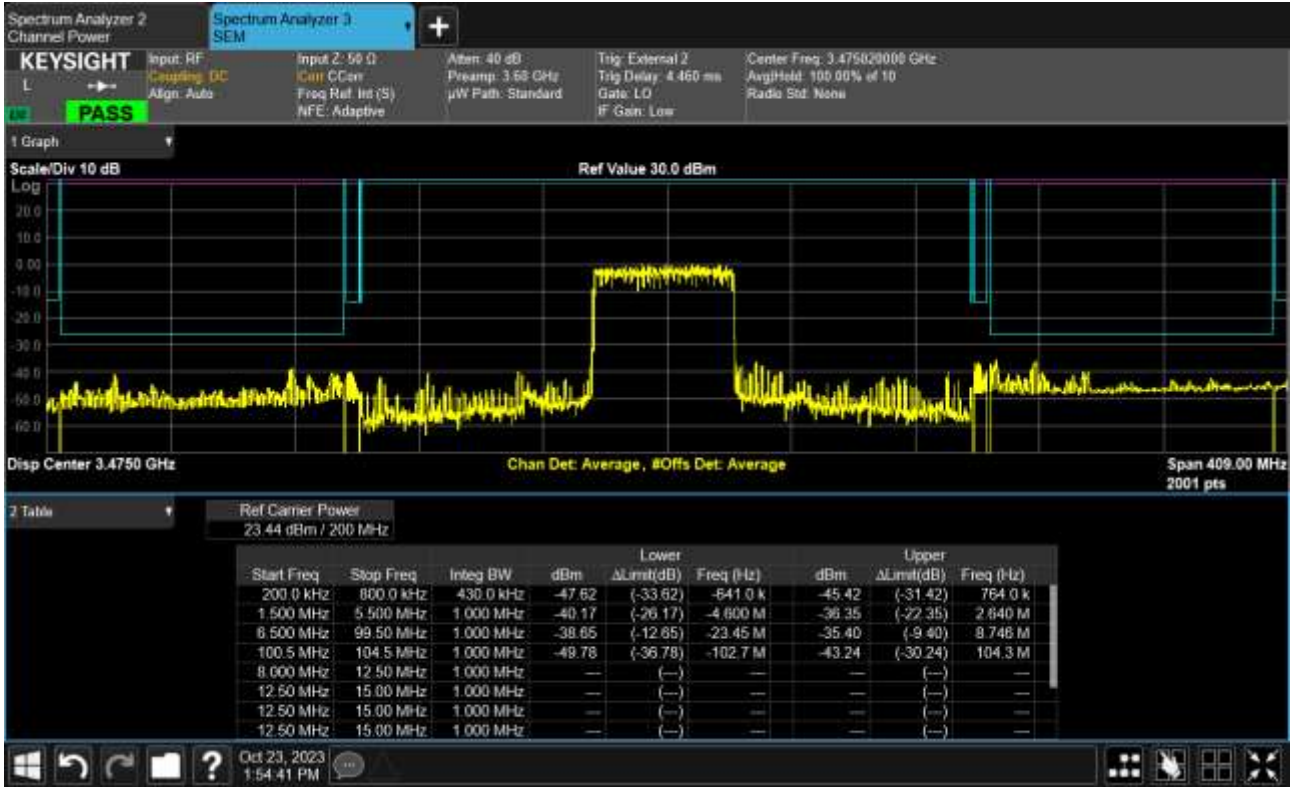 Spectrum Analyzer 2
Channel Power
Spectrum Analyzer 3
SEM
KEYSIGHT
L
PASS
Input: RF
Coupling: DC
Align: Auto
Input Z: 50 Ω
Corr CCorr
Freq Ref: Int (S)
NFE: Adaptive
Atten: 40 dB
Preamp: 3.60 GHz
µW Path: Standard
Trig: External 2
Trig Delay: 4.460 ms
Gate: LO
IF Gain: Low
Center Freq: 3.475020000 GHz
Avg|Hold: 100.00% of 10
Radio Std: None
1 Graph
Scale/Div 10 dB
Ref Value 30.0 dBm
Log
20.0
10.0
0.00
-10.0
-20.0
-30.0
-40.0
-50.0
-60.0
Disp Center 3.4750 GHz
Chan Det: Average, #Offs Det: Average
Span 409.00 MHz
2001 pts
2 Table
Ref Carrier Power
23.44 dBm / 200 MHz
Lower Upper
Start Freq Stop Freq Integ BW dBm ΔLimit(dB) Freq (Hz) dBm ΔLimit(dB) Freq (Hz)
200.0 kHz 800.0 kHz 430.0 kHz -47.62 (-33.62) -641.0 k -45.42 (-31.42) 764.0 k
1.500 MHz 5.500 MHz 1.000 MHz -40.17 (-26.17) -4.600 M -36.35 (-22.35) 2.640 M
6.500 MHz 99.50 MHz 1.000 MHz -38.65 (-12.65) -23.45 M -35.40 (-9.40) 8.746 M
100.5 MHz 104.5 MHz 1.000 MHz -49.78 (-36.78) -102.7 M -43.24 (-30.24) 104.3 M
8.000 MHz 12.50 MHz 1.000 MHz --- (---) --- --- (---) ---
12.50 MHz 15.00 MHz 1.000 MHz --- (---) --- --- (---) ---
12.50 MHz 15.00 MHz 1.000 MHz --- (---) --- --- (---) ---
12.50 MHz 15.00 MHz 1.000 MHz --- (---) --- --- (---) ---
?
Oct 23, 2023
1:54:41 PM